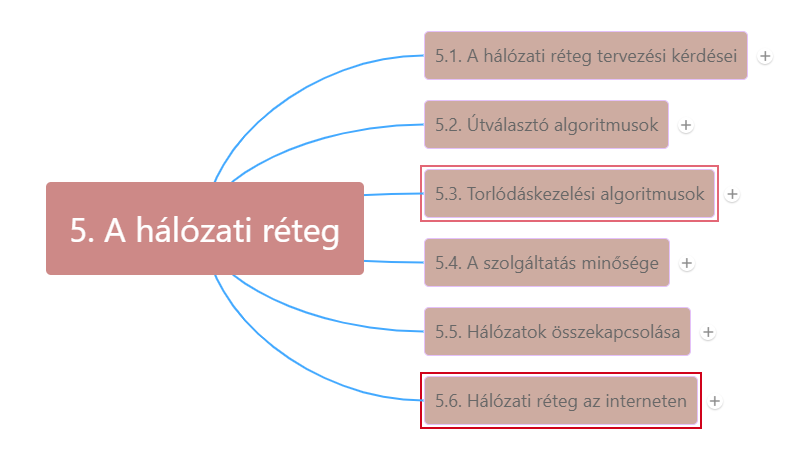 5. A hálózati réteg
5.1. A hálózati réteg tervezési kérdései
5.2. Útválasztó algoritmusok
5.3. Torlódáskezelési algoritmusok
5.4. A szolgáltatás minősége
5.5. Hálózatok összekapcsolása
5.6. Hálózati réteg az interneten